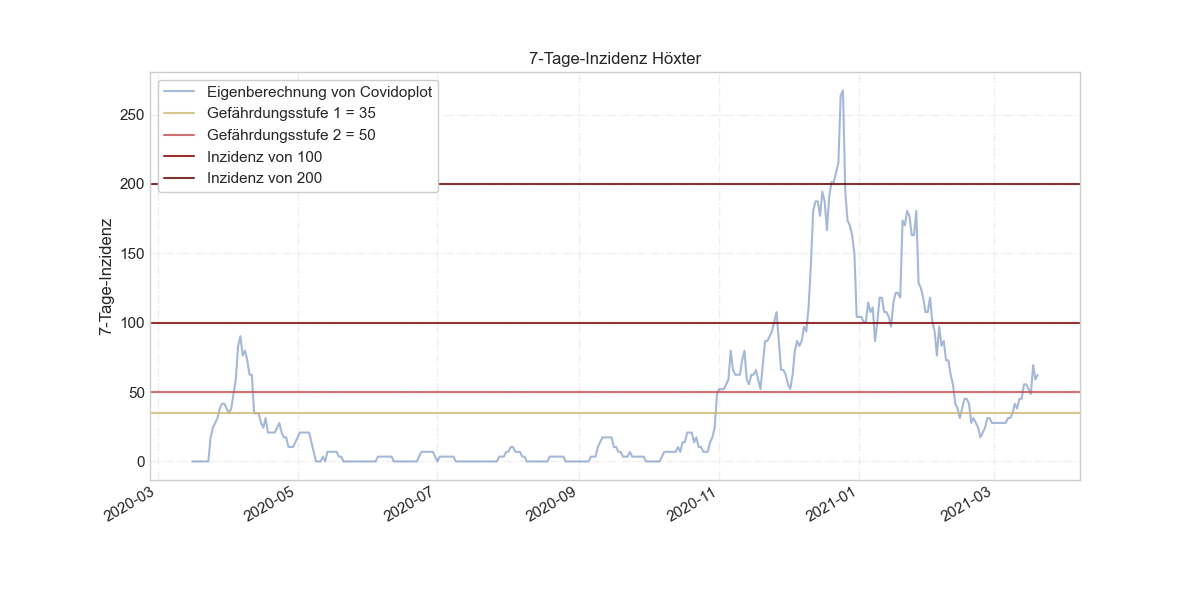 7-Tage-Inzidenz Höxter
Eigenberechnung von Covidoplot
Gefährdungsstufe 1 = 35
Gefährdungsstufe 2 = 50
Inzidenz von 100
Inzidenz von 200
7-Tage-Inzidenz
250
200
150
100
50
0
2020-03
2020-05
2020-07
2020-09
2020-11
2021-01
2021-03